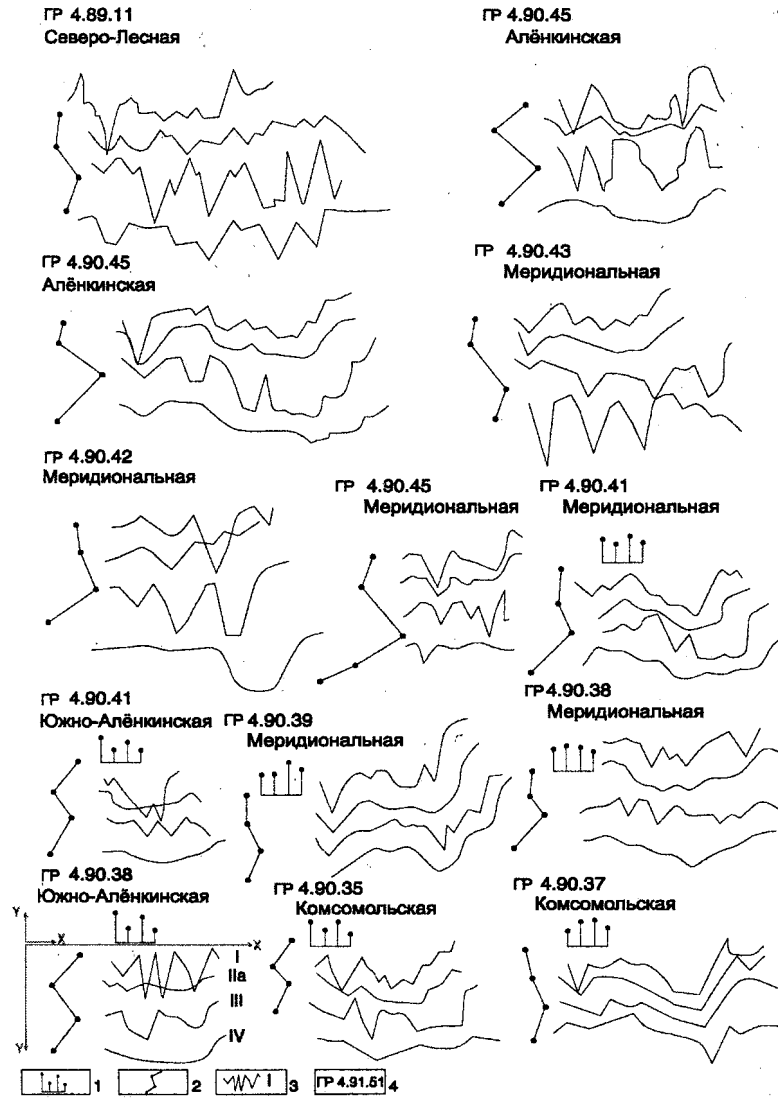 ГР 4.89.11
Северо-Лесная
ГР 4.90.45
Алёнкинская
ГР 4.90.45
Алёнкинская
ГР 4.90.43
Меридиональная
ГР 4.90.42
Меридиональная
ГР 4.90.45
Меридиональная
ГР 4.90.41
Меридиональная
ГР 4.90.41
Южно-Алёнкинская
ГР 4.90.39
Меридиональная
ГР 4.90.38
Меридиональная
ГР 4.90.38
Южно-Алёнкинская
ГР 4.90.35
Комсомольская
ГР 4.90.37
Комсомольская
Y
X
X
I
IIa
III
IV
Y
1
2
I 3
ГР 4.91.51 4